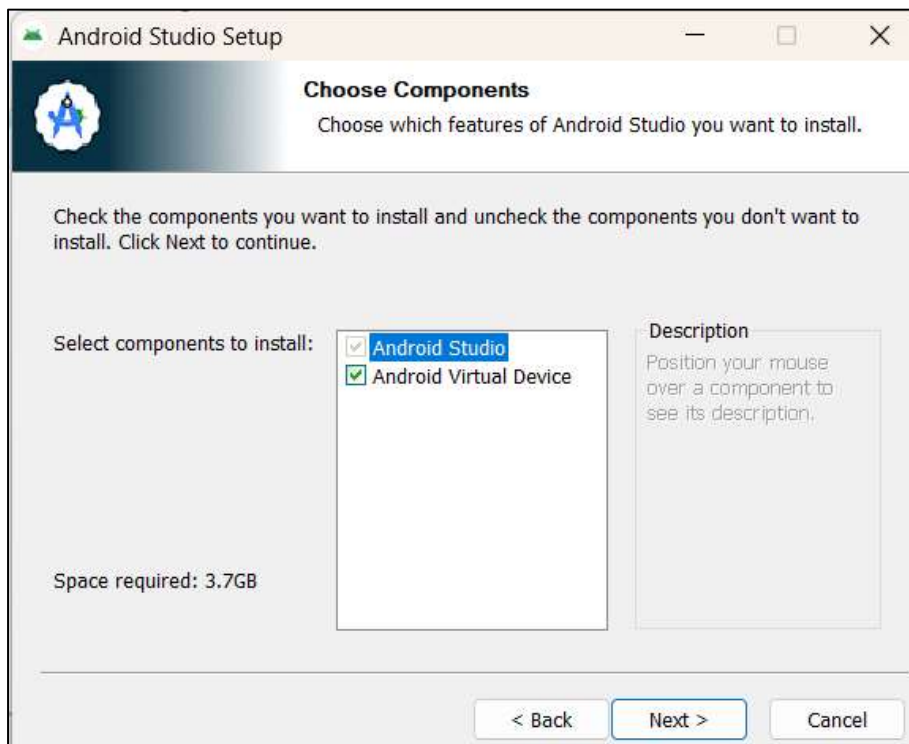 Android Studio Setup
Choose Components
Choose which features of Android Studio you want to install.
Check the components you want to install and uncheck the components you don't want to
install. Click Next to continue.
Select components to install:
Android Studio
Android Virtual Device
Description
Position your mouse
over a component to
see its description.
Space required: 3.7GB
< Back
Next >
Cancel